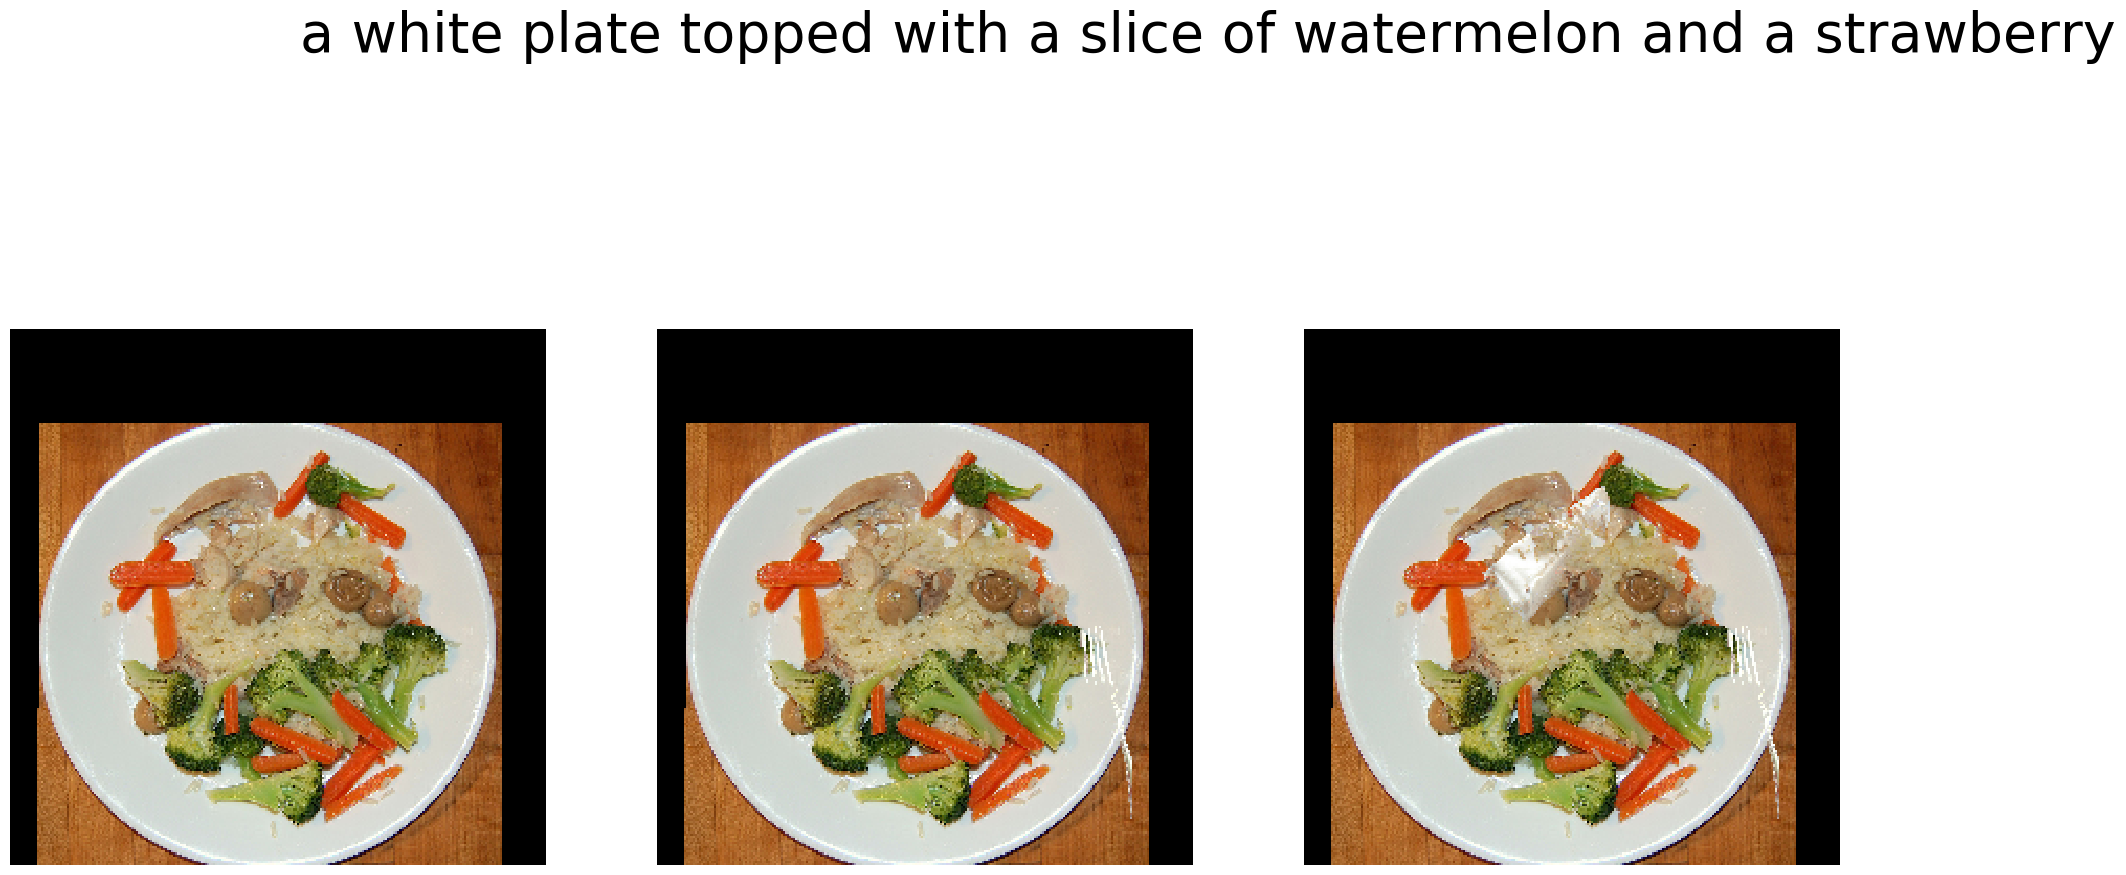 a white plate topped with a slice of watermelon and a strawberry